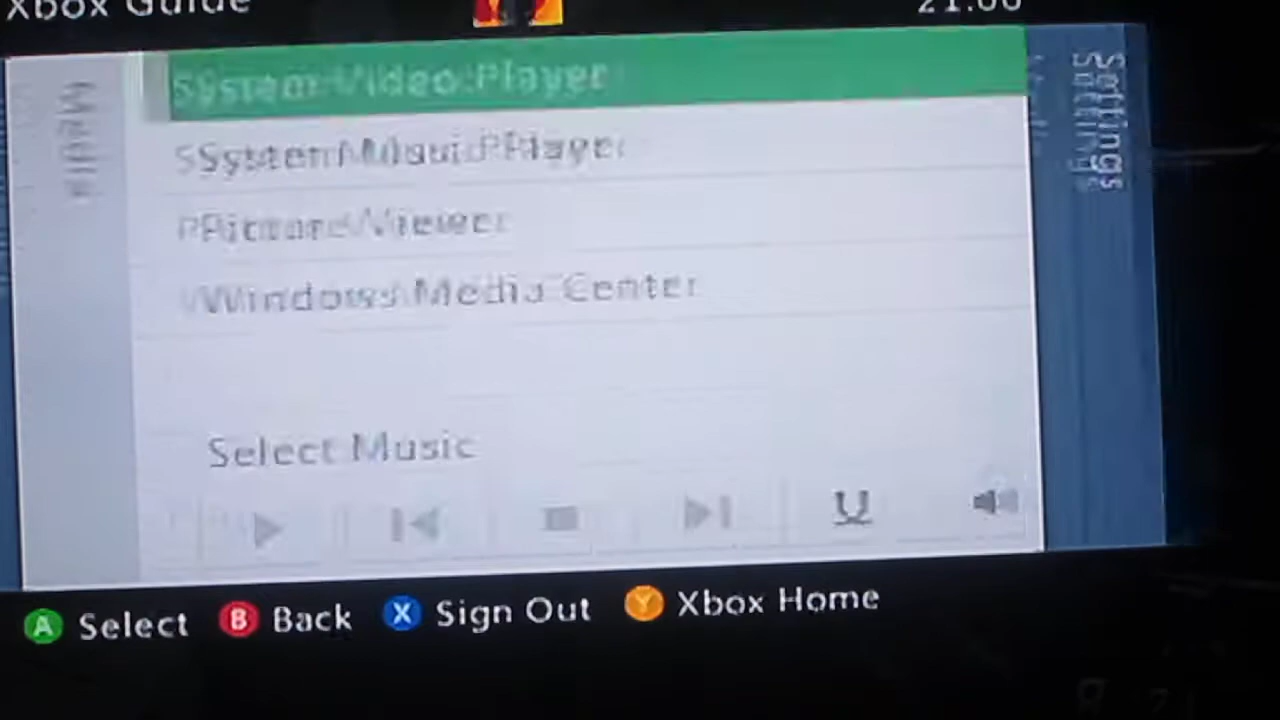 Xbox Guide
21:06
Media
System Video Player
System Music Player
Picture Viewer
Windows Media Center
Select Music
Settings
A Select B Back X Sign Out Y Xbox Home